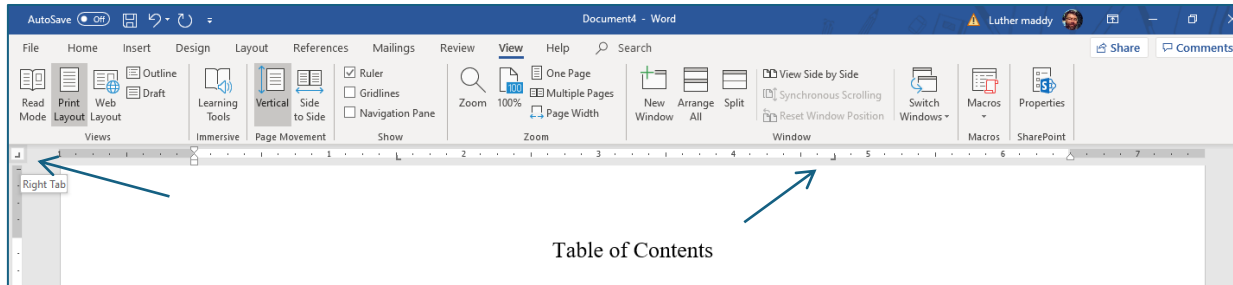 AutoSave Off Document4 - Word Luther maddy
File Home Insert Design Layout References Mailings Review View Help Search Share Comments
Read Mode
Print Layout
Web Layout
Outline
Draft
Views
Learning Tools
Immersive
Vertical
Side to Side
Page Movement
Ruler
Gridlines
Navigation Pane
Show
Zoom
100%
One Page
Multiple Pages
Page Width
Zoom
New Window
Arrange All
Split
View Side by Side
Synchronous Scrolling
Reset Window Position
Switch Windows
Window
Macros
Macros
Properties
SharePoint
1 1 2 3 4 5 6 7
Right Tab
Table of Contents